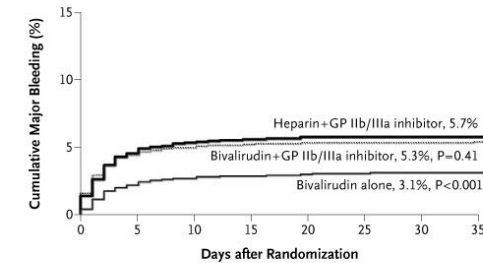 Cumulative Major Bleeding (%)
15
10
5
0
Heparin+GP IIb/IIIa inhibitor, 5.7%
Bivalirudin+GP IIb/IIIa inhibitor, 5.3%, P=0.41
Bivalirudin alone, 3.1%, P<0.001
0 5 10 15 20 25 30 35
Days after Randomization